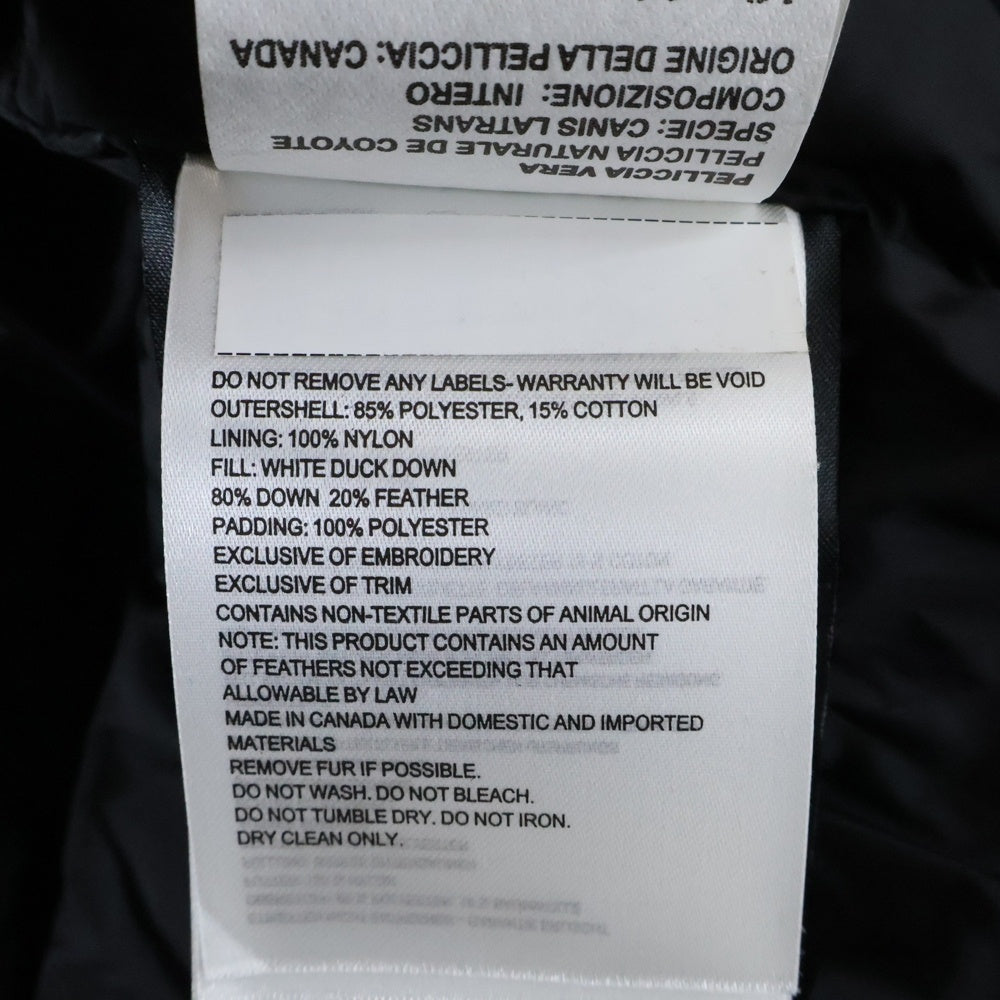 PELLICCIA VERA
PELLICCIA NATURALE DE COYOTE
SPECIE: CANIS LATRANS
COMPOSIZIONE: INTERO
ORIGINE DELLA PELLICCIA: CANADA
DO NOT REMOVE ANY LABELS- WARRANTY WILL BE VOID
OUTERSHELL: 85% POLYESTER, 15% COTTON
LINING: 100% NYLON
FILL: WHITE DUCK DOWN
80% DOWN 20% FEATHER
PADDING: 100% POLYESTER
EXCLUSIVE OF EMBROIDERY
EXCLUSIVE OF TRIM
CONTAINS NON-TEXTILE PARTS OF ANIMAL ORIGIN
NOTE: THIS PRODUCT CONTAINS AN AMOUNT
OF FEATHERS NOT EXCEEDING THAT
ALLOWABLE BY LAW
MADE IN CANADA WITH DOMESTIC AND IMPORTED
MATERIALS
REMOVE FUR IF POSSIBLE.
DO NOT WASH. DO NOT BLEACH.
DO NOT TUMBLE DRY. DO NOT IRON.
DRY CLEAN ONLY.